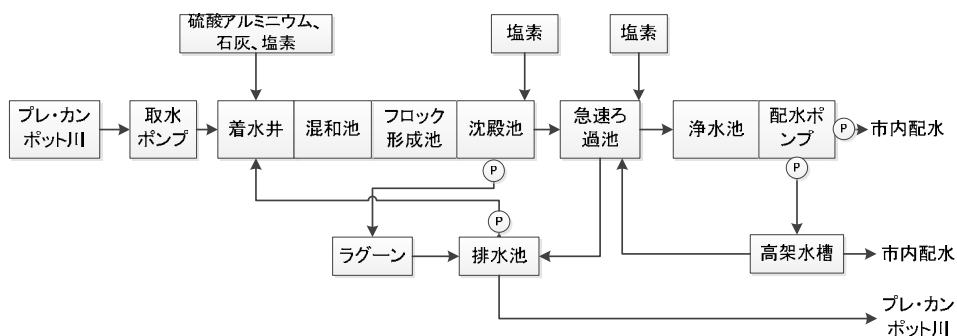 硫酸アルミニウム、
石灰、塩素
塩素
塩素
プレ・カン
ポット川
取水
ポンプ
着水井
混和池
フロック
形成池
沈殿池
急速ろ
過池
浄水池
配水ポ
ンプ
P
市内配水
P
P
P
ラグーン
排水池
高架水槽
市内配水
プレ・カン
ポット川